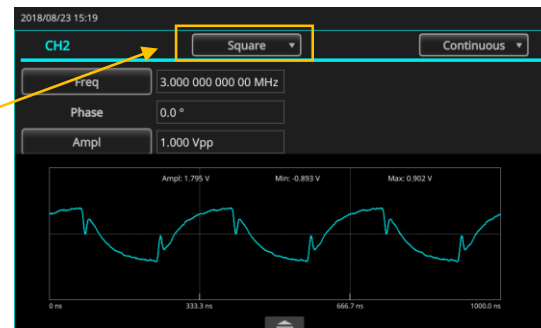 2018/08/23 15:19
CH2 Square Continuous
Freq 3.000 000 000 00 MHz
Phase 0.0 °
Ampl 1.000 Vpp
Ampl: 1.795 V Min: -0.893 V Max: 0.902 V
0 ns 333.3 ns 666.7 ns 1000.0 ns